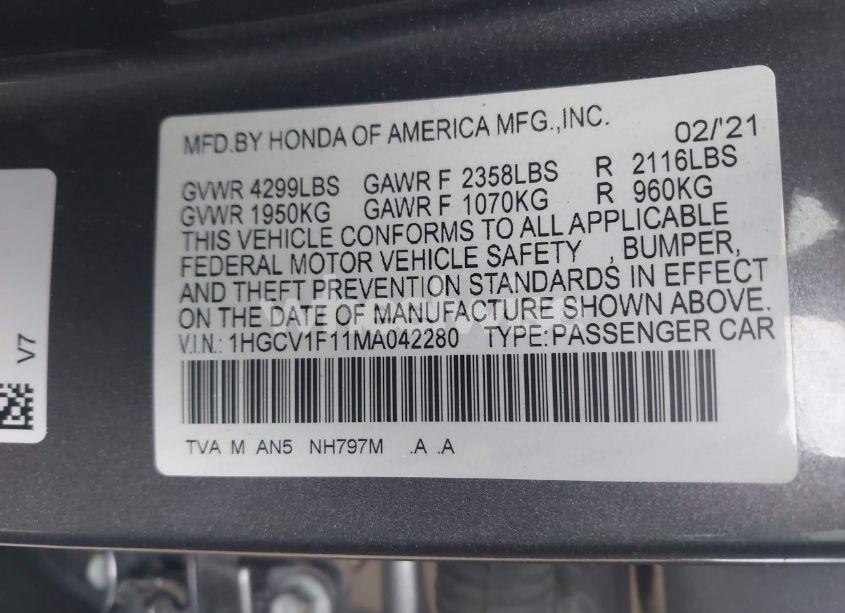 MFD.BY HONDA OF AMERICA MFG.,INC. 02/'21
GVWR 4299LBS GAWR F 2358LBS R 2116LBS
GVWR 1950KG GAWR F 1070KG R 960KG
THIS VEHICLE CONFORMS TO ALL APPLICABLE
FEDERAL MOTOR VEHICLE SAFETY , BUMPER,
AND THEFT PREVENTION STANDARDS IN EFFECT
ON THE DATE OF MANUFACTURE SHOWN ABOVE.
V.I.N.: 1HGCV1F11MA042280 TYPE:PASSENGER CAR
TVA M AN5 NH797M .A .A
V7